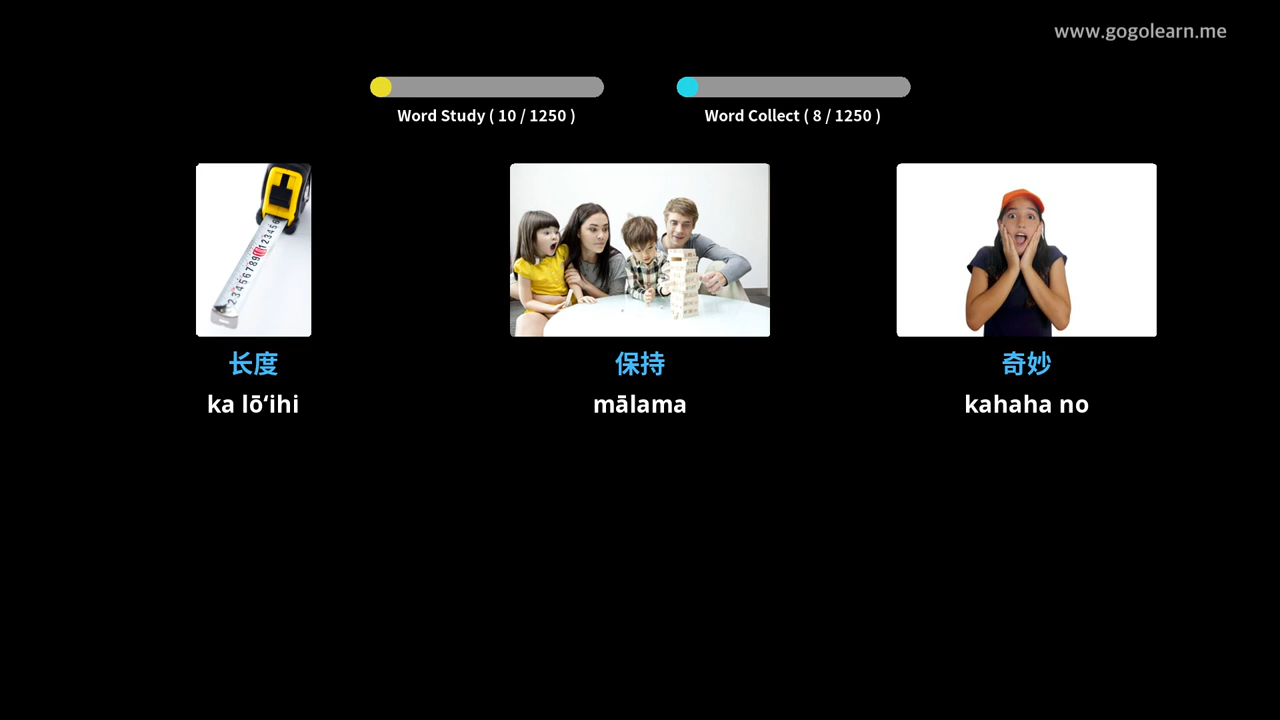 www.gogolearn.me
Word Study ( 10 / 1250 )
Word Collect ( 8 / 1250 )
长度
保持
奇妙
ka lōʻihi
mālama
kahaha no